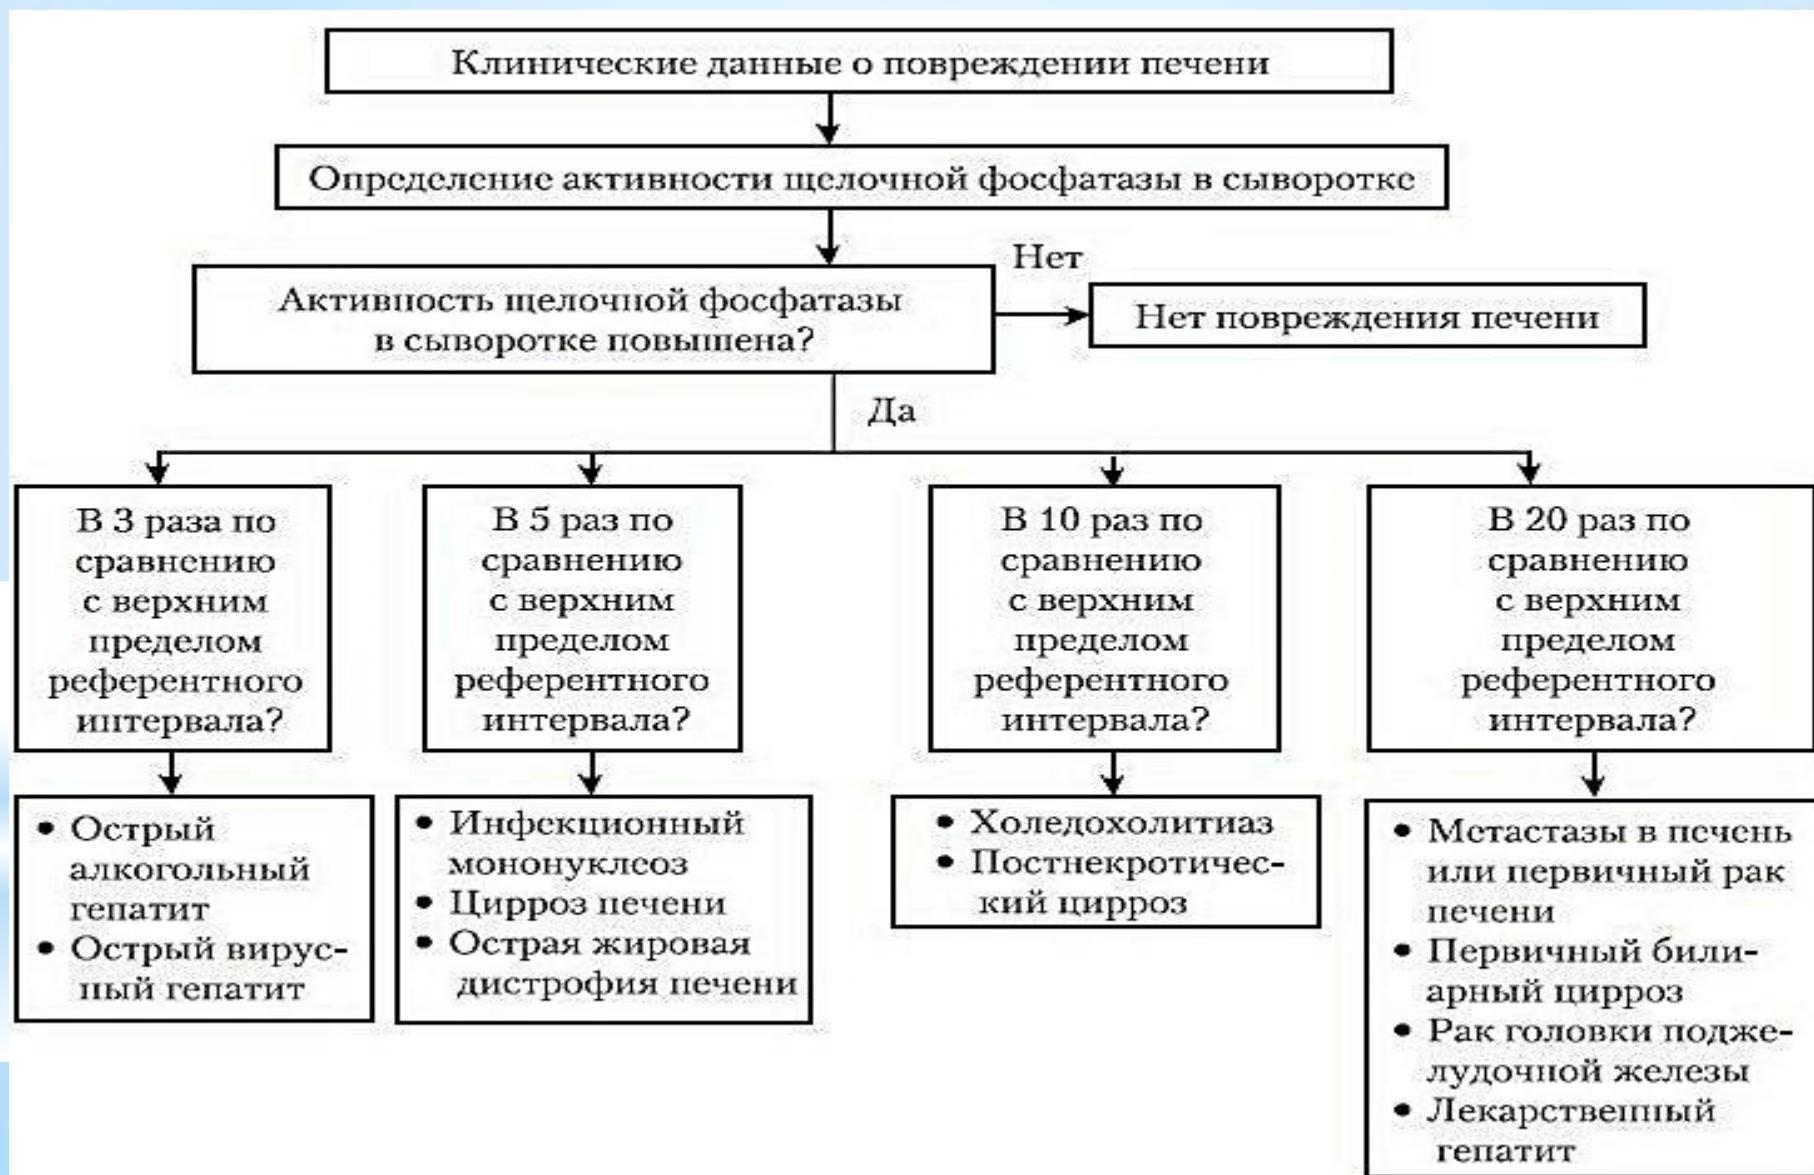 Клинические данные о повреждении печени
Определение активности щелочной фосфатазы в сыворотке
Активность щелочной фосфатазы
в сыворотке повышена?
Нет
Нет повреждения печени
Да
В 3 раза по
сравнению
с верхним
пределом
референтного
интервала?
В 5 раз по
сравнению
с верхним
пределом
референтного
интервала?
В 10 раз по
сравнению
с верхним
пределом
референтного
интервала?
В 20 раз по
сравнению
с верхним
пределом
референтного
интервала?
• Острый
алкогольный
гепатит
• Острый вирус-
ный гепатит
• Инфекционный
мононуклеоз
• Цирроз печени
• Острая жировая
дистрофия печени
• Холедохолитиаз
• Постнекротичес-
кий цирроз
• Метастазы в печень
или первичный рак
печени
• Первичный били-
арный цирроз
• Рак головки подже-
лудочной железы
• Лекарственный
гепатит